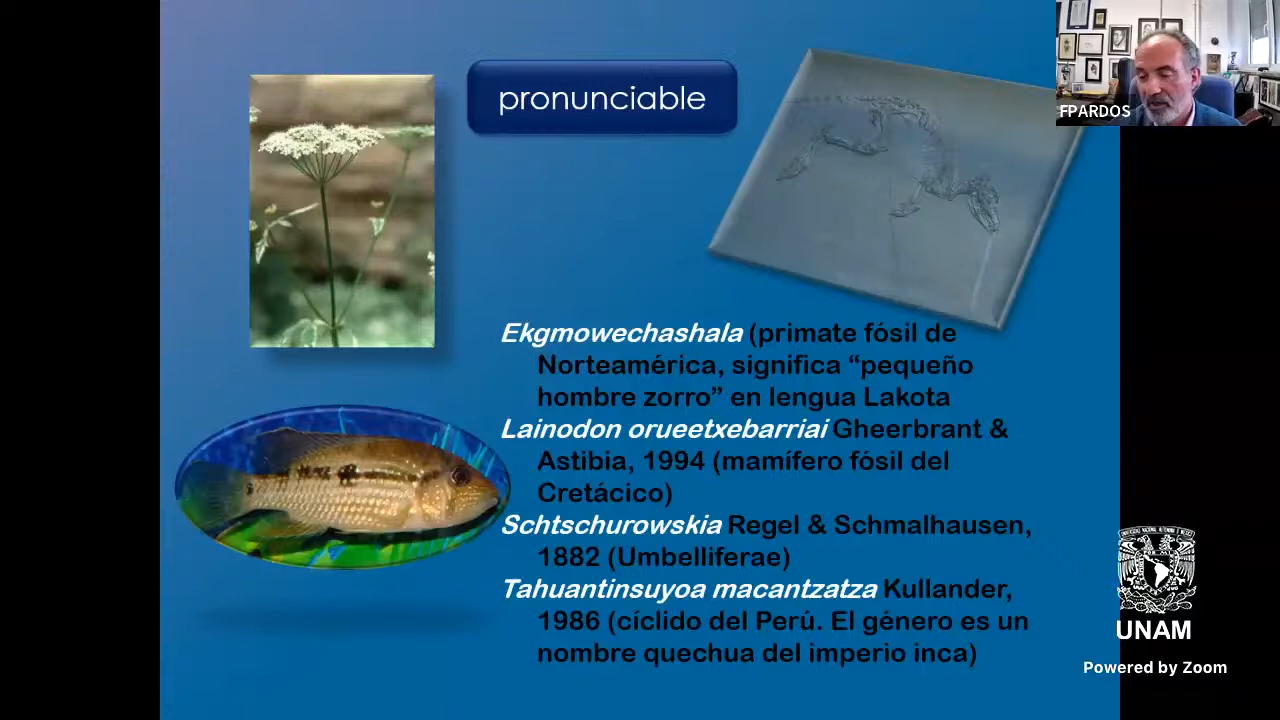 pronunciable
FPARDOS
Ekgmowechashala (primate fósil de
Norteamérica, significa “pequeño
hombre zorro” en lengua Lakota
Lainodon orueetxebarriai Gheerbrant &
Astibia, 1994 (mamífero fósil del
Cretácico)
Schtschurowskia Regel & Schmalhausen,
1882 (Umbelliferae)
Tahuantinsuyoa macantzatza Kullander,
1986 (cíclido del Perú. El género es un
nombre quechua del imperio inca)
UNAM
Powered by Zoom